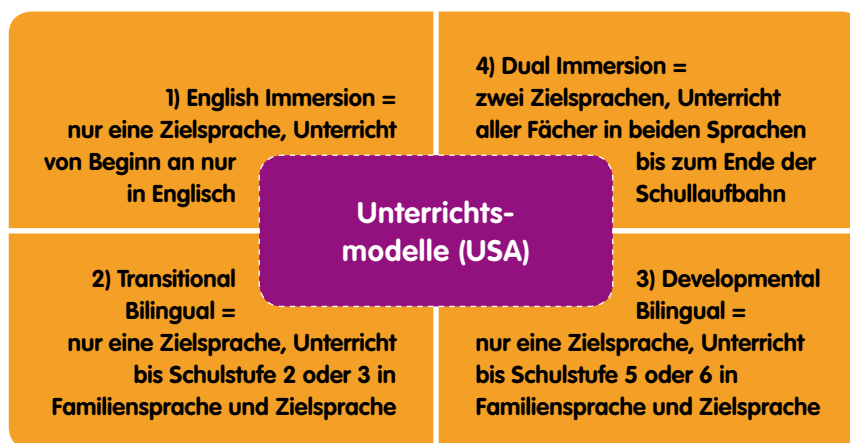 1) English Immersion =
nur eine Zielsprache, Unterricht
von Beginn an nur
in Englisch
4) Dual Immersion =
zwei Zielsprachen, Unterricht
aller Fächer in beiden Sprachen
bis zum Ende der
Schullaufbahn
Unterrichts-
modelle (USA)
2) Transitional
Bilingual =
nur eine Zielsprache, Unterricht
bis Schulstufe 2 oder 3 in
Familiensprache und Zielsprache
3) Developmental
Bilingual =
nur eine Zielsprache, Unterricht
bis Schulstufe 5 oder 6 in
Familiensprache und Zielsprache